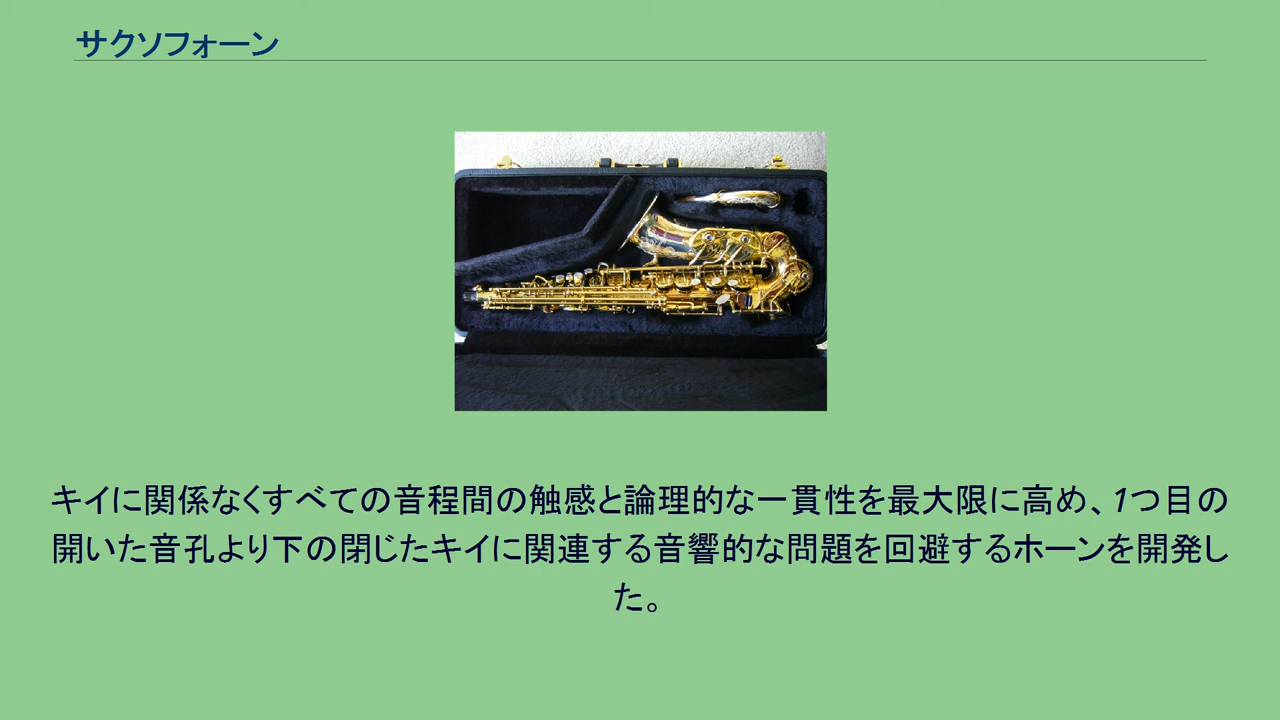 サクソフォーン
キイに関係なくすべての音程間の触感と論理的な一貫性を最大限に高め、1つ目の
開いた音孔より下の閉じたキイに関連する音響的な問題を回避するホーンを開発し
た。